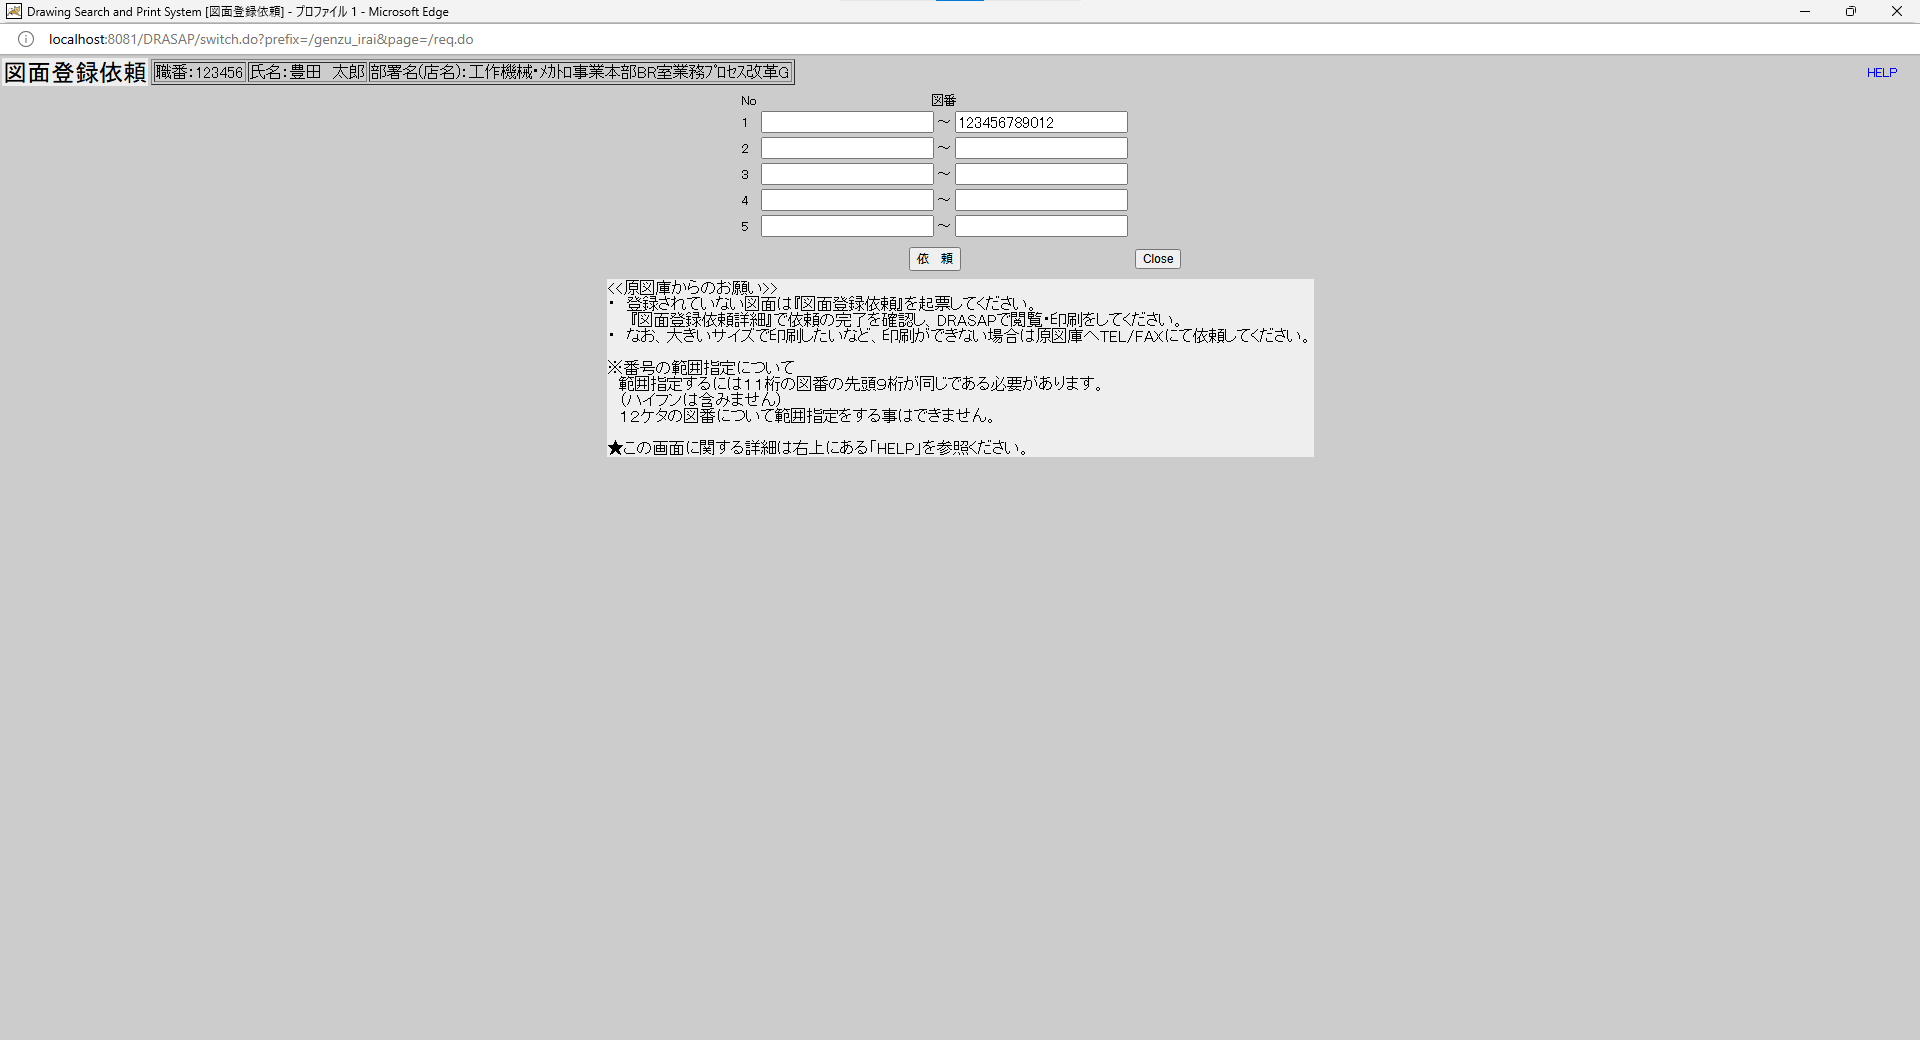 Drawing Search and Print System [図面登録依頼] - プロファイル 1 - Microsoft Edge
localhost:8081/DRASAP/switch.do?prefix=/genzu_irai&page=/req.do
図面登録依頼 職番:123456 氏名:豊田　太郎 部署名(店名):工作機械・ﾒｶﾄﾛ事業本部BR室業務ﾌﾟﾛｾｽ改革G HELP
No 図番
1 ～ 123456789012
2 ～
3 ～
4 ～
5 ～
依　頼 Close
<<原図庫からのお願い>>
・ 登録されていない図面は『図面登録依頼』を起票してください。
『図面登録依頼詳細』で依頼の完了を確認し、DRASAPで閲覧・印刷をしてください。
・ なお、大きいサイズで印刷したいなど、印刷ができない場合は原図庫へTEL/FAXにて依頼してください。
※番号の範囲指定について
範囲指定するには１１桁の図番の先頭９桁が同じである必要があります。
（ハイフンは含みません）
１２ケタの図番について範囲指定をする事はできません。
★この画面に関する詳細は右上にある「HELP」を参照ください。